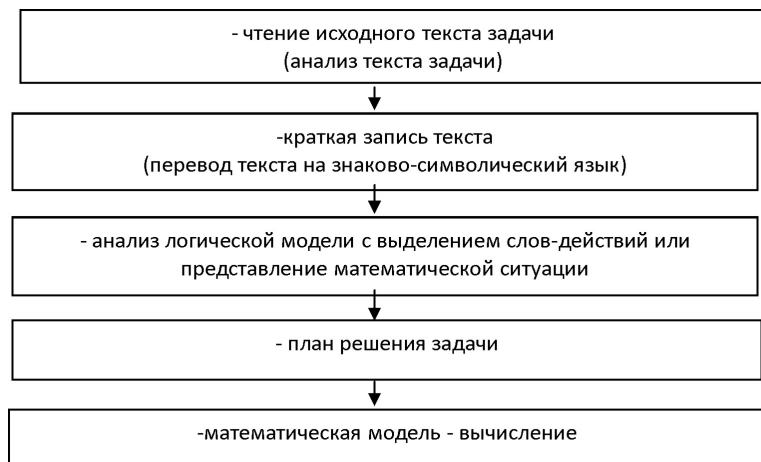 - чтение исходного текста задачи
(анализ текста задачи)
-краткая запись текста
(перевод текста на знаково-символический язык)
- анализ логической модели с выделением слов-действий или
представление математической ситуации
- план решения задачи
-математическая модель - вычисление